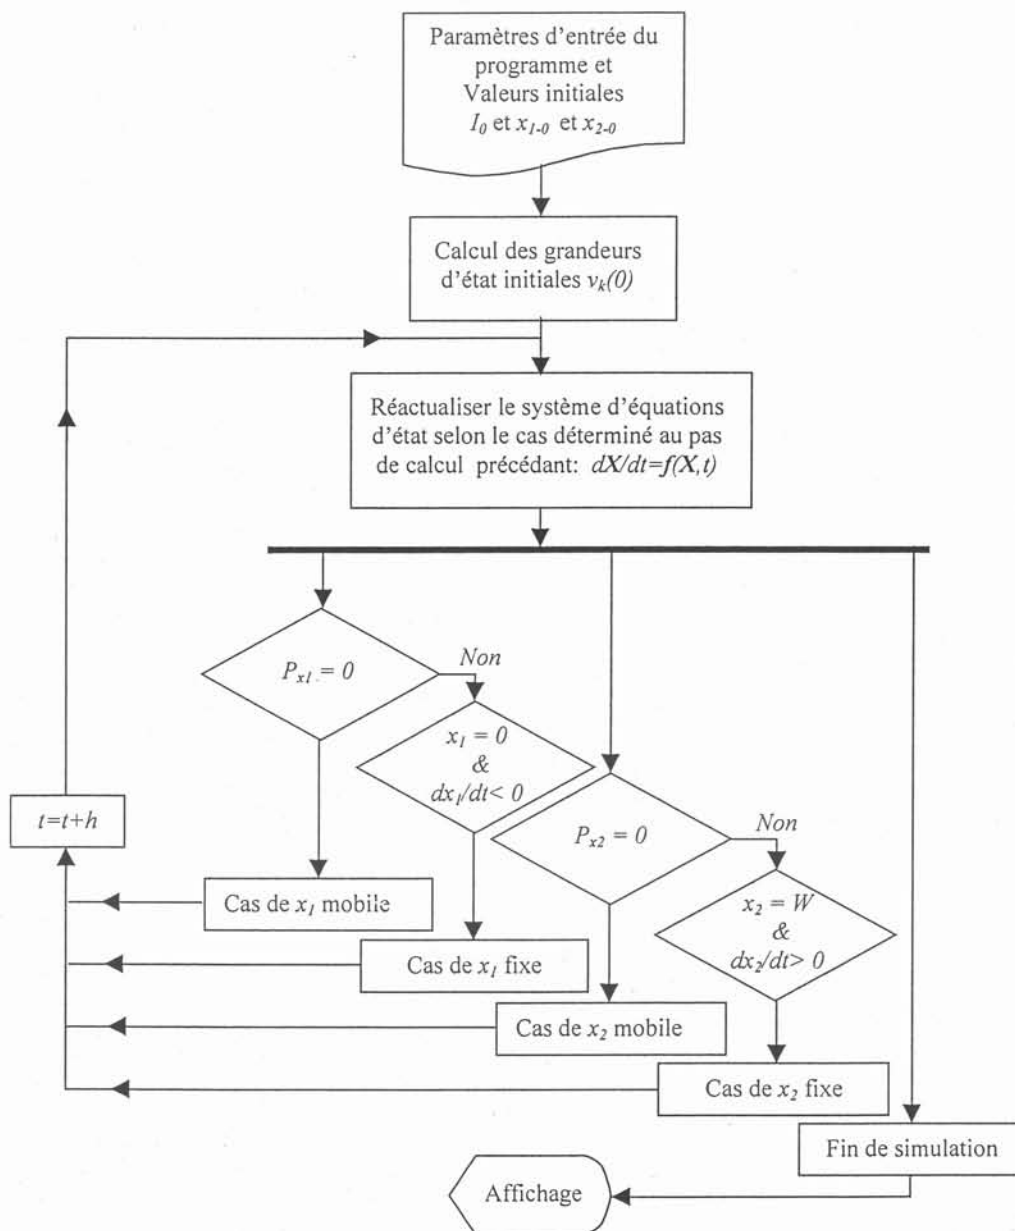 Paramètres d'entrée du
programme et
Valeurs initiales
I₀ et x₁₋₀ et x₂₋₀
Calcul des grandeurs
d'état initiales vₖ(0)
Réactualiser le système d'équations
d'état selon le cas déterminé au pas
de calcul précédant: dX/dt=f(X,t)
Pₓ₁ = 0
Non
x₁ = 0
&
dx₁/dt< 0
t=t+h
Pₓ₂ = 0
Non
Cas de x₁ mobile
x₂ = W
&
dx₂/dt> 0
Cas de x₁ fixe
Cas de x₂ mobile
Cas de x₂ fixe
Fin de simulation
Affichage